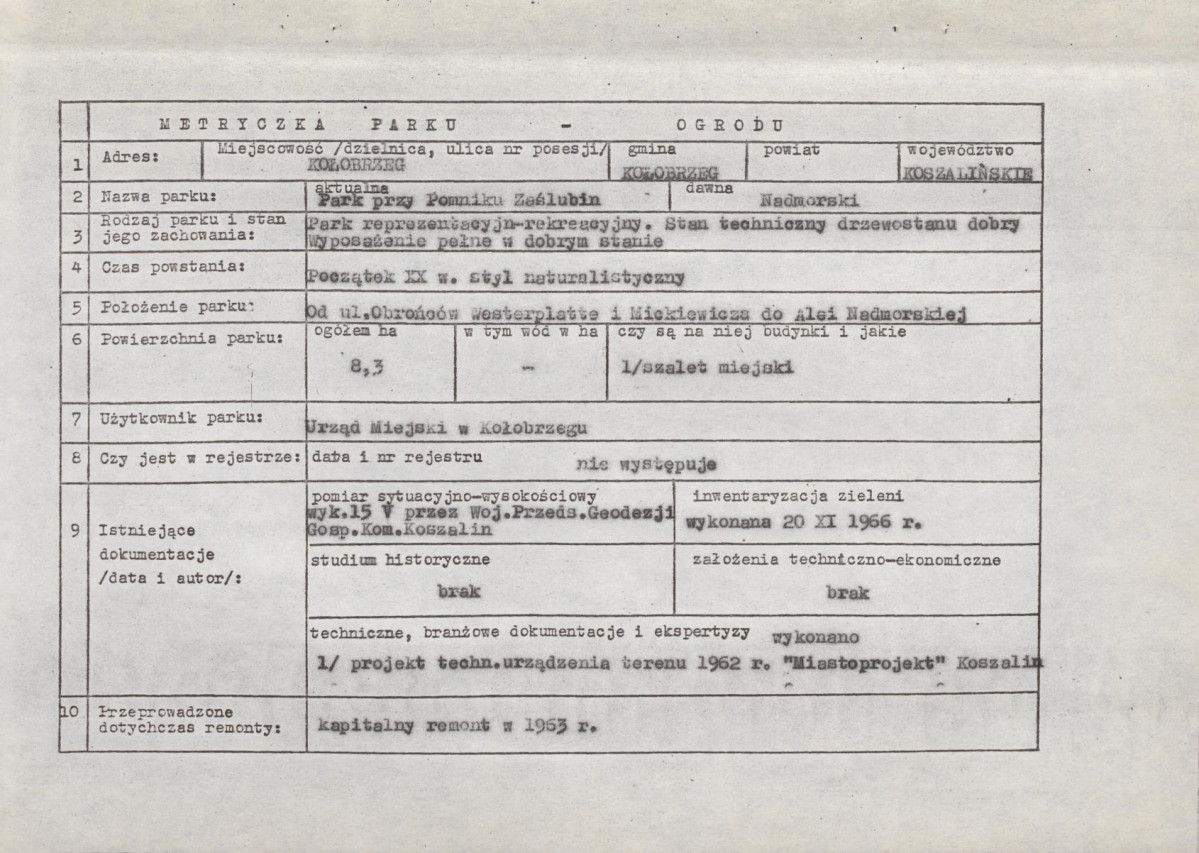 METRYCZKA PARKU - OGRODU
1 Adres: Miejscowość /dzielnica, ulica nr posesji/ gmina powiat województwo
KOŁOBRZEG KOŁOBRZEG KOSZALIŃSKIE
2 Nazwa parku: aktualna dawna
Park przy Pomniku Zaślubin Nadmorski
3 Rodzaj parku i stan
jego zachowania:
Park reprezentacyjn-rekreacyjny. Stan techniczny drzewostanu dobry
Wyposażenie pełne w dobrym stanie
4 Czas powstania:
Początek XX w. styl naturalistyczny
5 Położenie parku:
Od ul.Obrońców Westerplatte i Mickiewicza do Alei Nadmorskiej
6 Powierzchnia parku: ogółem ha w tym wód w ha czy są na niej budynki i jakie
8,3 - 1/szalet miejski
7 Użytkownik parku:
Urząd Miejski w Kołobrzegu
8 Czy jest w rejestrze: data i nr rejestru nie występuje
9 Istniejące
dokumentacje
/data i autor/:
pomiar sytuacyjno-wysokościowy
wyk.15 V przez Woj.Przeds.Geodezji
Gosp.Kom.Koszalin
inwentaryzacja zieleni
wykonana 20 XI 1966 r.
studium historyczne
brak
założenia techniczno-ekonomiczne
brak
techniczne, branżowe dokumentacje i ekspertyzy wykonano
1/ projekt techn.urządzenia terenu 1962 r. "Miastoprojekt" Koszalin
10 Przeprowadzone
dotychczas remonty:
kapitalny remont w 1963 r.